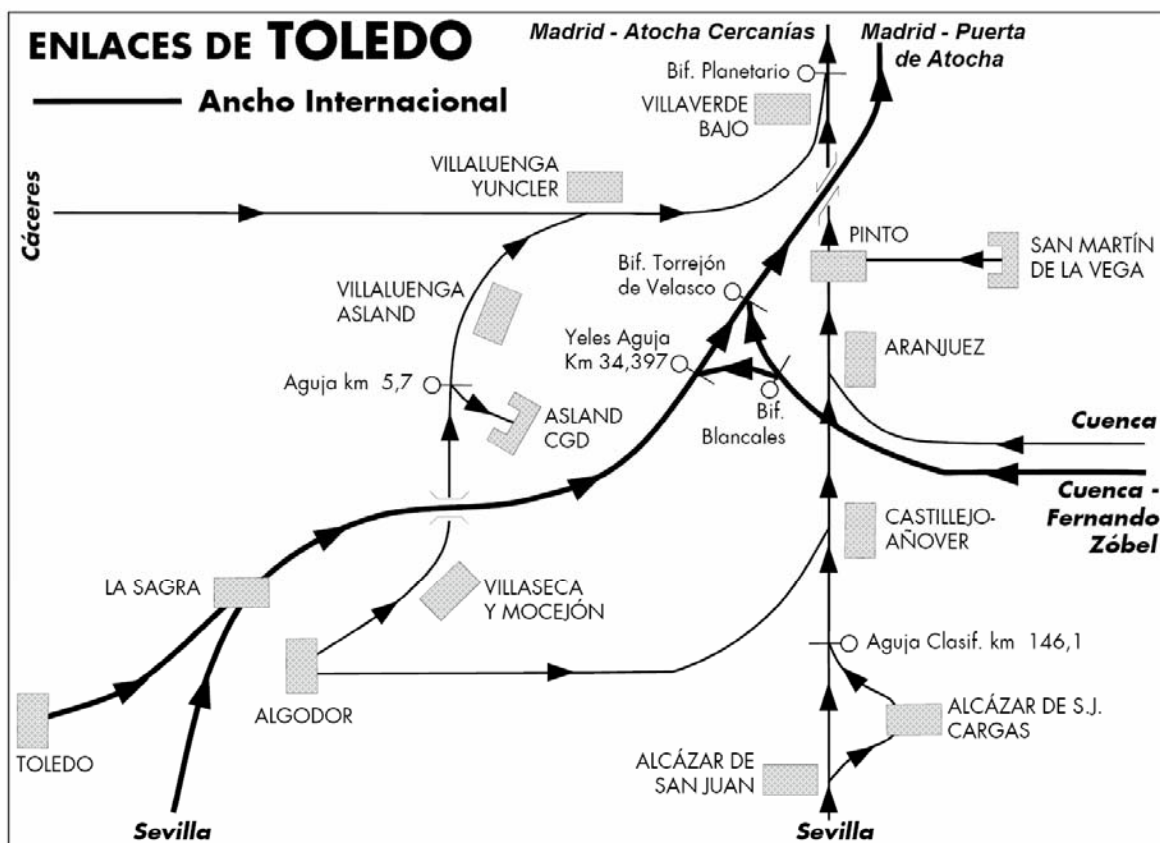 ENLACES DE TOLEDO
Ancho Internacional
Madrid - Atocha Cercanías
Madrid - Puerta
de Atocha
Bif. Planetario
VILLAVERDE
BAJO
VILLALUENGA
YUNCLER
Cáceres
PINTO
SAN MARTÍN
DE LA VEGA
Bif. Torrejón
de Velasco
VILLALUENGA
ASLAND
Yeles Aguja
Km 34,397
ARANJUEZ
Aguja km 5,7
ASLAND
CGD
Bif.
Blancales
Cuenca
Cuenca -
Fernando
Zóbel
CASTILLEJO-
AÑOVER
LA SAGRA
VILLASECA
Y MOCEJÓN
Aguja Clasif. km 146,1
ALGODOR
ALCÁZAR DE S.J.
CARGAS
TOLEDO
ALCÁZAR DE
SAN JUAN
Sevilla
Sevilla